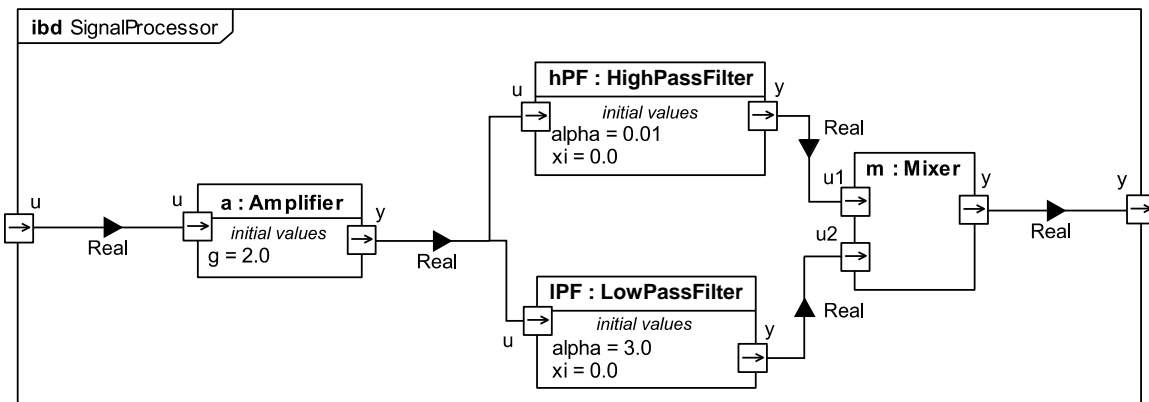 ibd SignalProcessor
u
Real
u
a : Amplifier
initial values
g = 2.0
y
Real
u
hPF : HighPassFilter
initial values
alpha = 0.01
xi = 0.0
y
Real
u
lPF : LowPassFilter
initial values
alpha = 3.0
xi = 0.0
y
Real
u1
u2
m : Mixer
y
Real
y